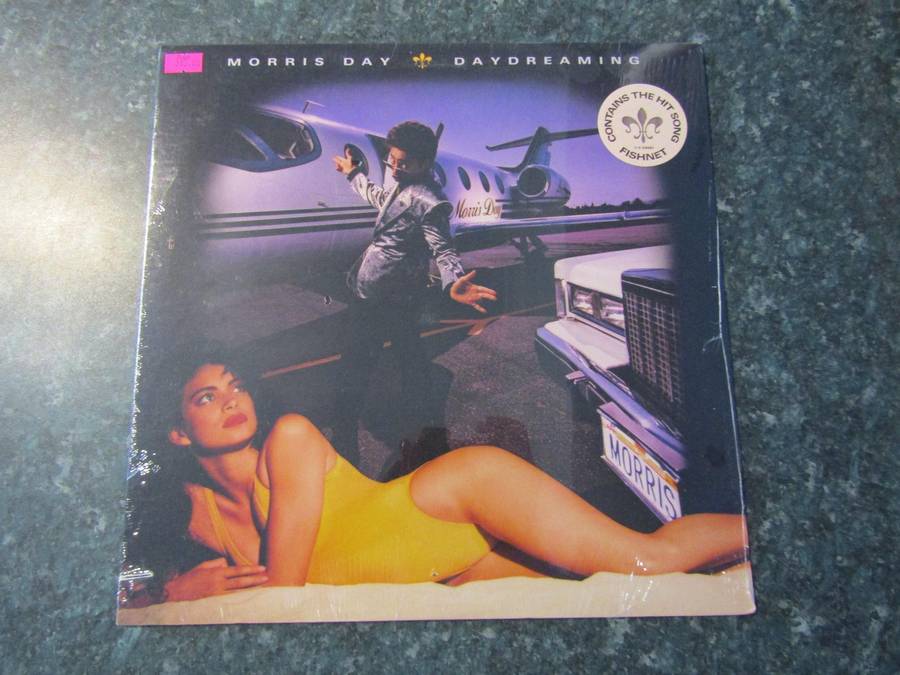 MORRIS DAY DAYDREAMING
CONTAINS THE HIT SONG
FISHNET
Morris Day
MORRIS